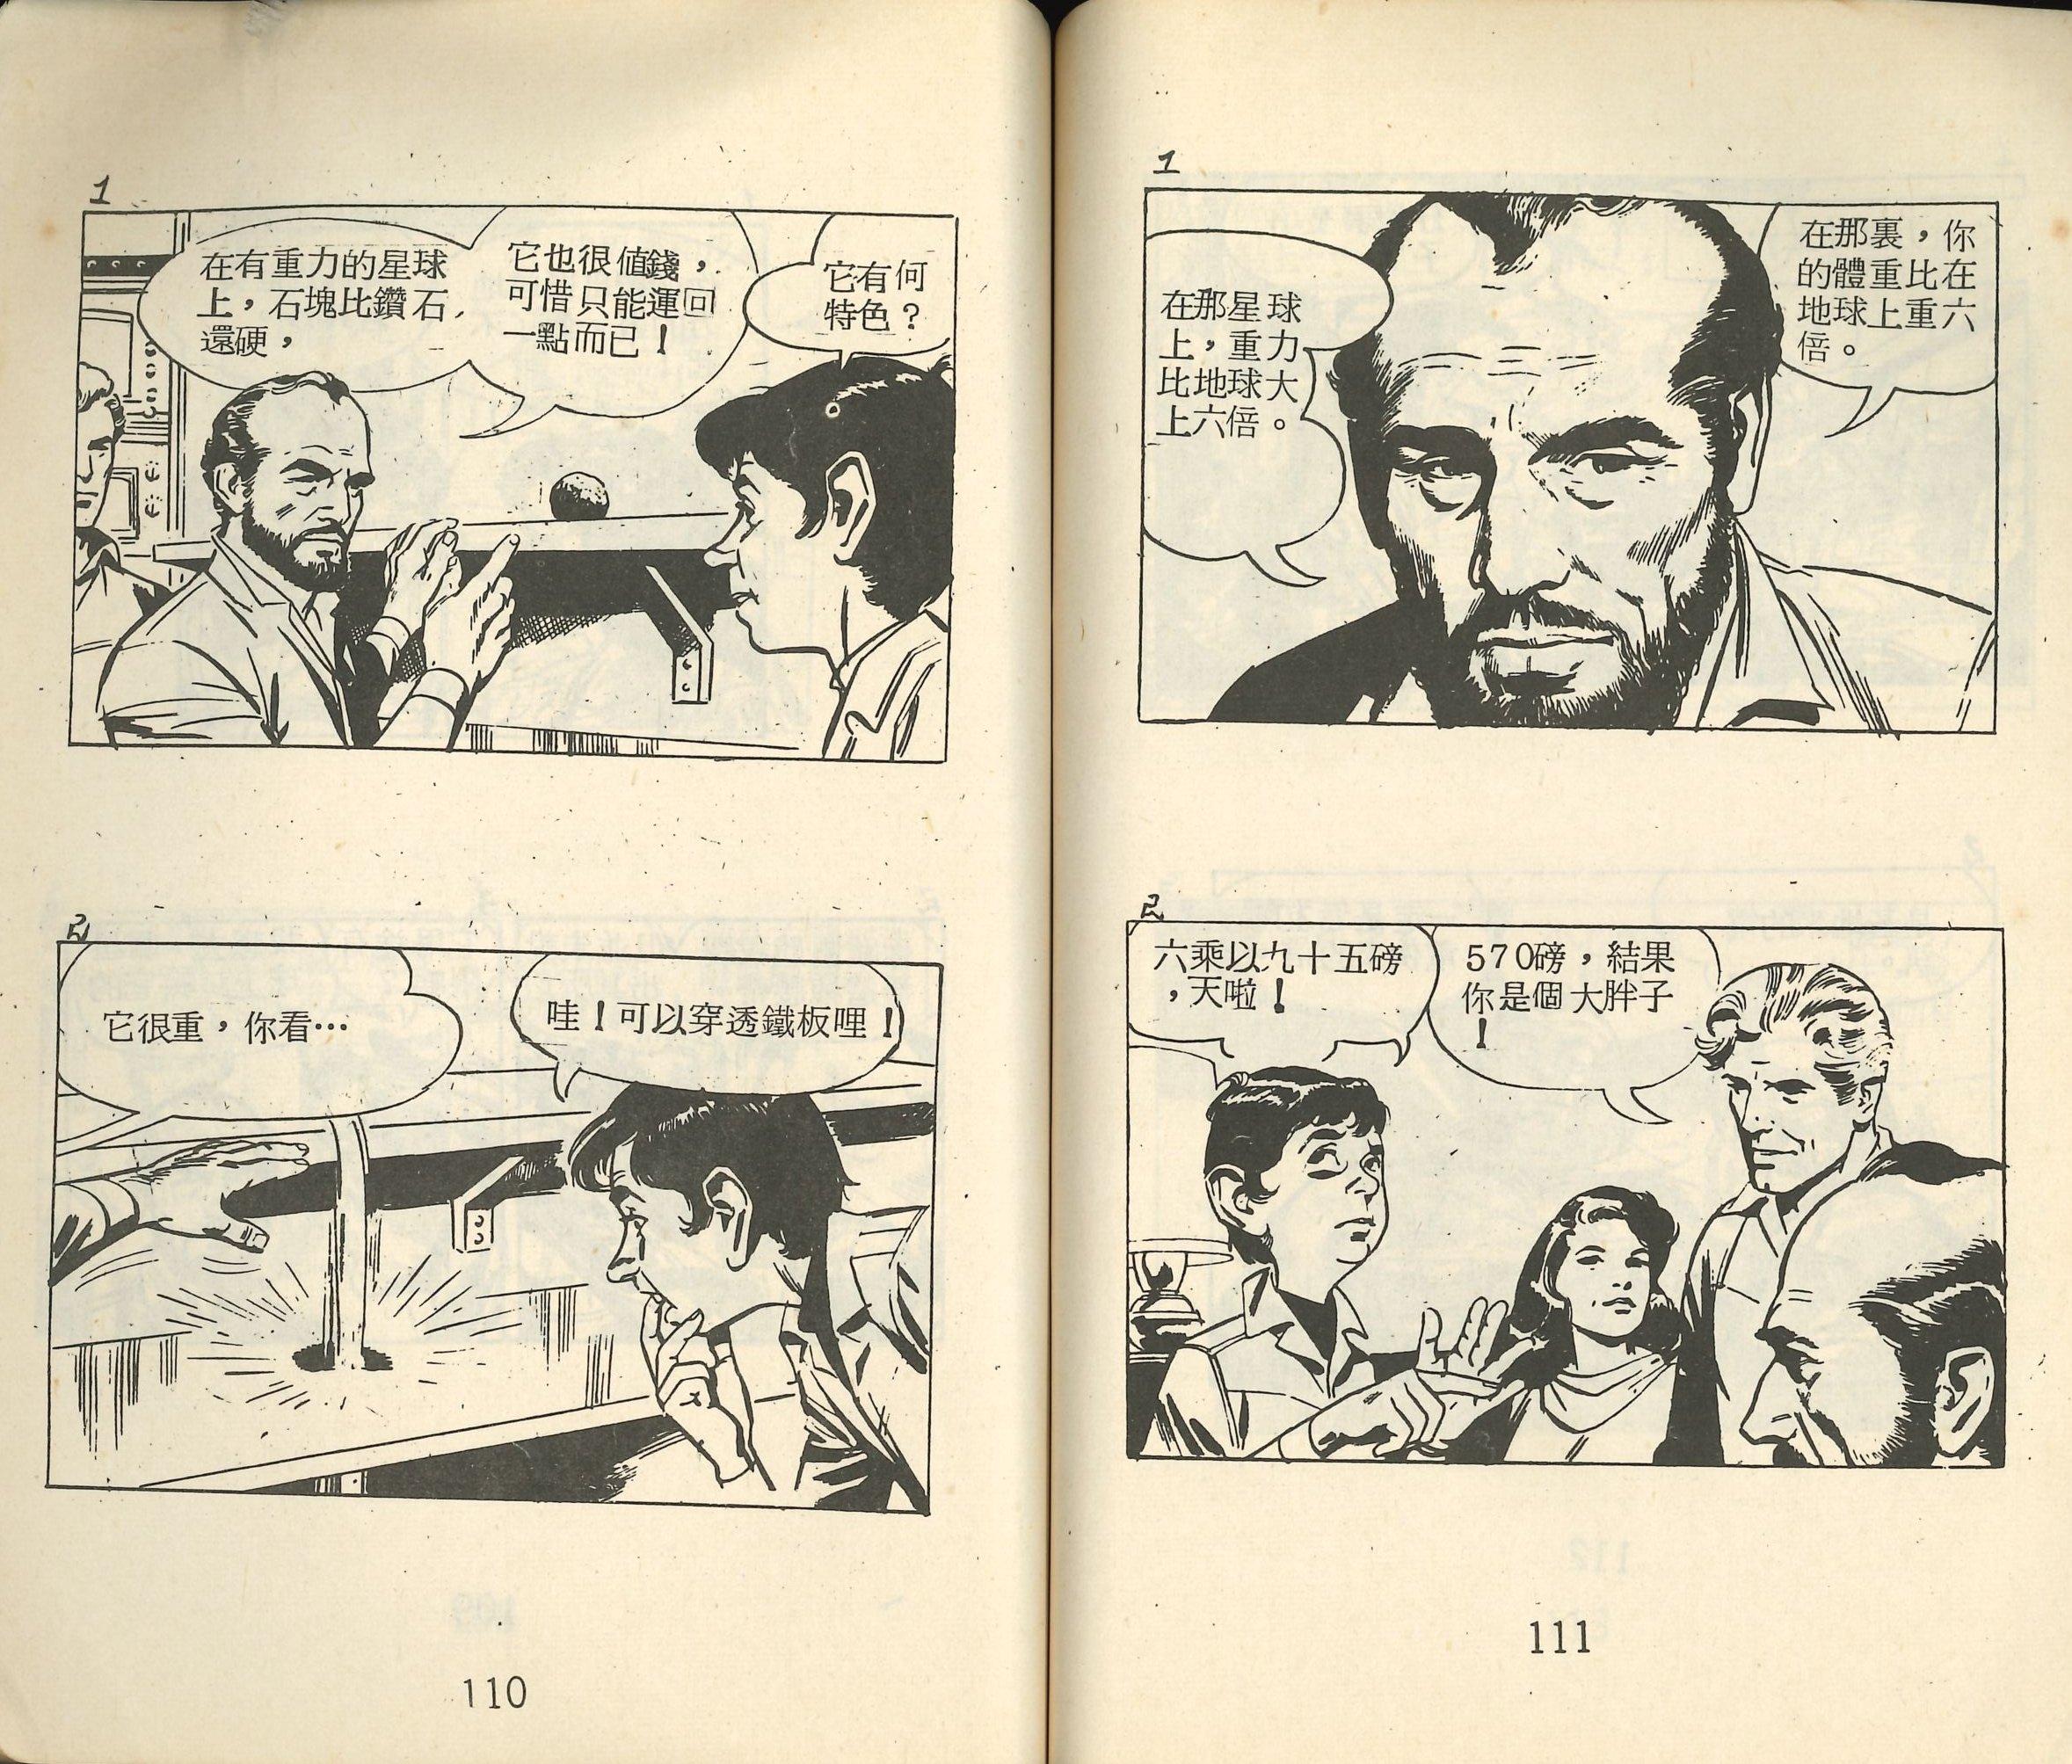 1
在有重力的星球
上，石塊比鑽石
還硬，
它也很值錢，
可惜只能運回
一點而已！
它有何
特色？
2
它很重，你看…
哇！可以穿透鐵板哩！
110
1
在那星球
上，重力
比地球大
上六倍。
在那裏，你
的體重比在
地球上重六
倍。
2
六乘以九十五磅
，天啦！
570磅，結果
你是個大胖子
！
111